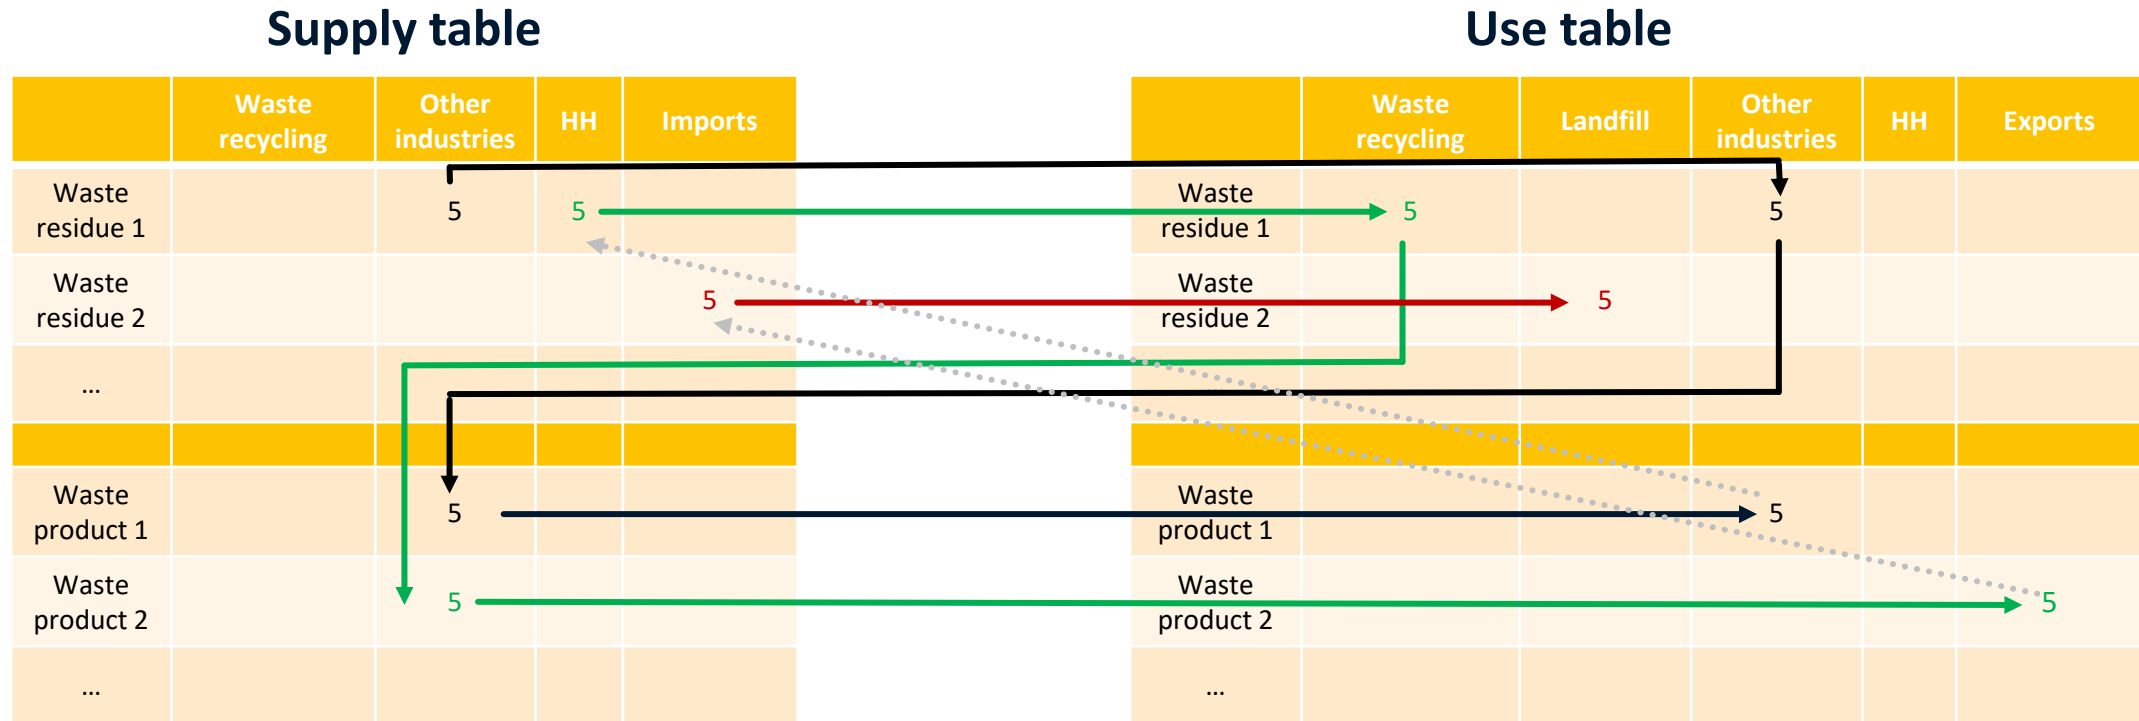 Supply table
Use table
Waste
recycling
Other
industries
HH
Imports
Waste
recycling
Landfill
Other
industries
HH
Exports
Waste
residue 1
5
5
Waste
residue 1
5
5
Waste
residue 2
5
Waste
residue 2
5
...
...
Waste
product 1
5
Waste
product 1
5
Waste
product 2
5
Waste
product 2
5
...
...